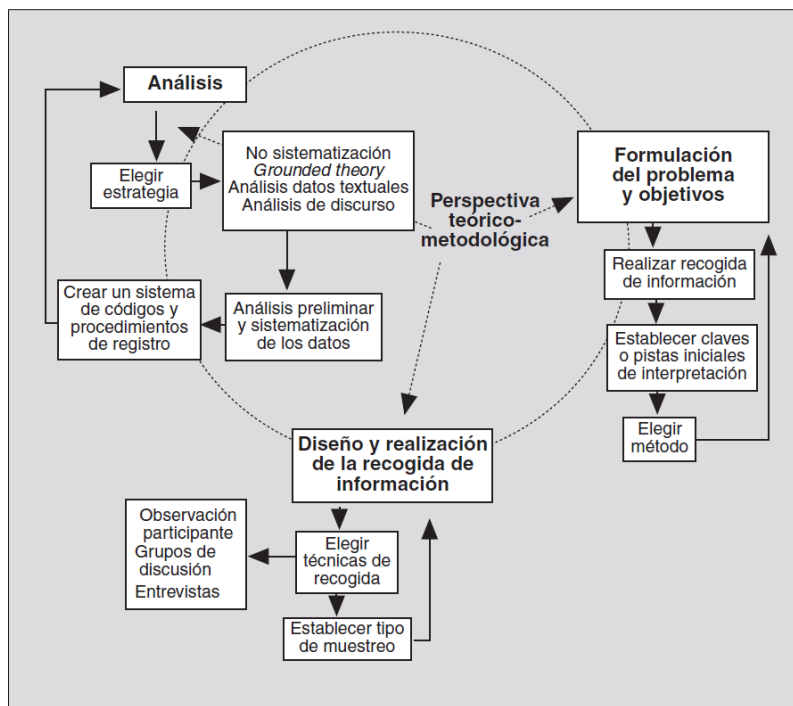 Análisis
Elegir
estrategia
No sistematización
Grounded theory
Análisis datos textuales
Análisis de discurso
Crear un sistema
de códigos y
procedimientos
de registro
Análisis preliminar
y sistematización
de los datos
Perspectiva
teórico-
metodológica
Formulación
del problema
y objetivos
Realizar recogida
de información
Establecer claves
o pistas iniciales
de interpretación
Elegir
método
Diseño y realización
de la recogida de
información
Observación
participante
Grupos de
discusión
Entrevistas
Elegir
técnicas de
recogida
Establecer tipo
de muestreo